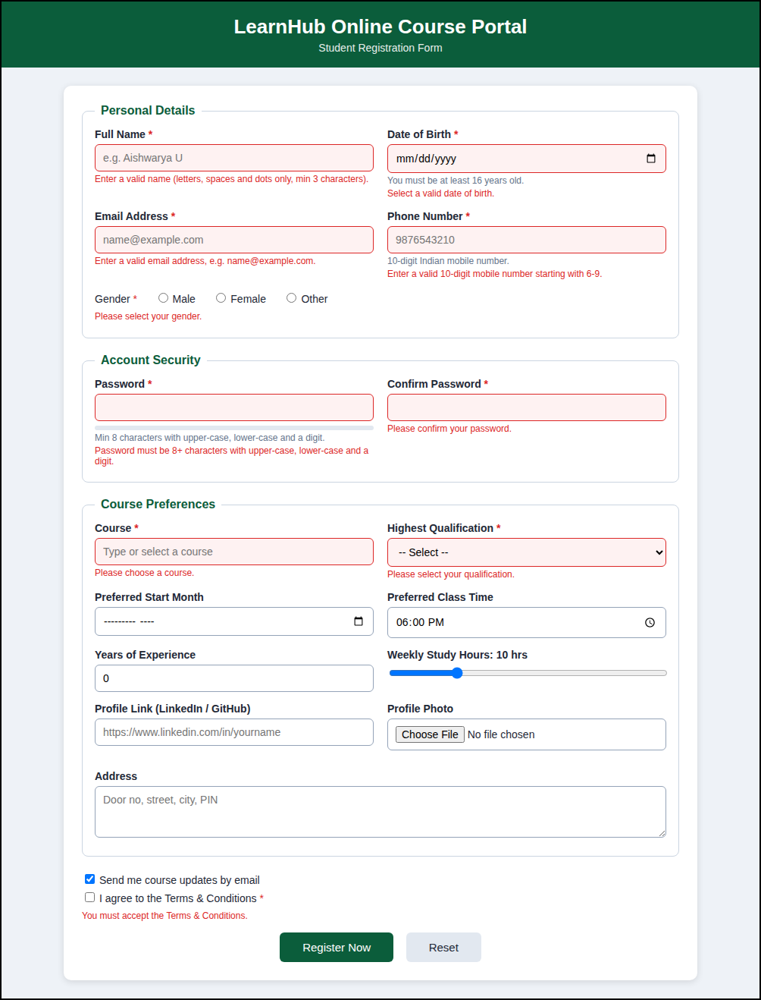 LearnHub Online Course Portal
Student Registration Form
Personal Details
Full Name *
e.g. Aishwarya U
Enter a valid name (letters, spaces and dots only, min 3 characters).
Date of Birth *
mm/dd/yyyy
You must be at least 16 years old.
Select a valid date of birth.
Email Address *
name@example.com
Enter a valid email address, e.g. name@example.com.
Phone Number *
9876543210
10-digit Indian mobile number.
Enter a valid 10-digit mobile number starting with 6-9.
Gender * Male Female Other
Please select your gender.
Account Security
Password *
Min 8 characters with upper-case, lower-case and a digit.
Password must be 8+ characters with upper-case, lower-case and a
digit.
Confirm Password *
Please confirm your password.
Course Preferences
Course *
Type or select a course
Please choose a course.
Highest Qualification *
-- Select --
Please select your qualification.
Preferred Start Month
--------- ----
Preferred Class Time
06:00 PM
Years of Experience
0
Weekly Study Hours: 10 hrs
Profile Link (LinkedIn / GitHub)
https://www.linkedin.com/in/yourname
Profile Photo
Choose File No file chosen
Address
Door no, street, city, PIN
Send me course updates by email
I agree to the Terms & Conditions *
You must accept the Terms & Conditions.
Register Now
Reset